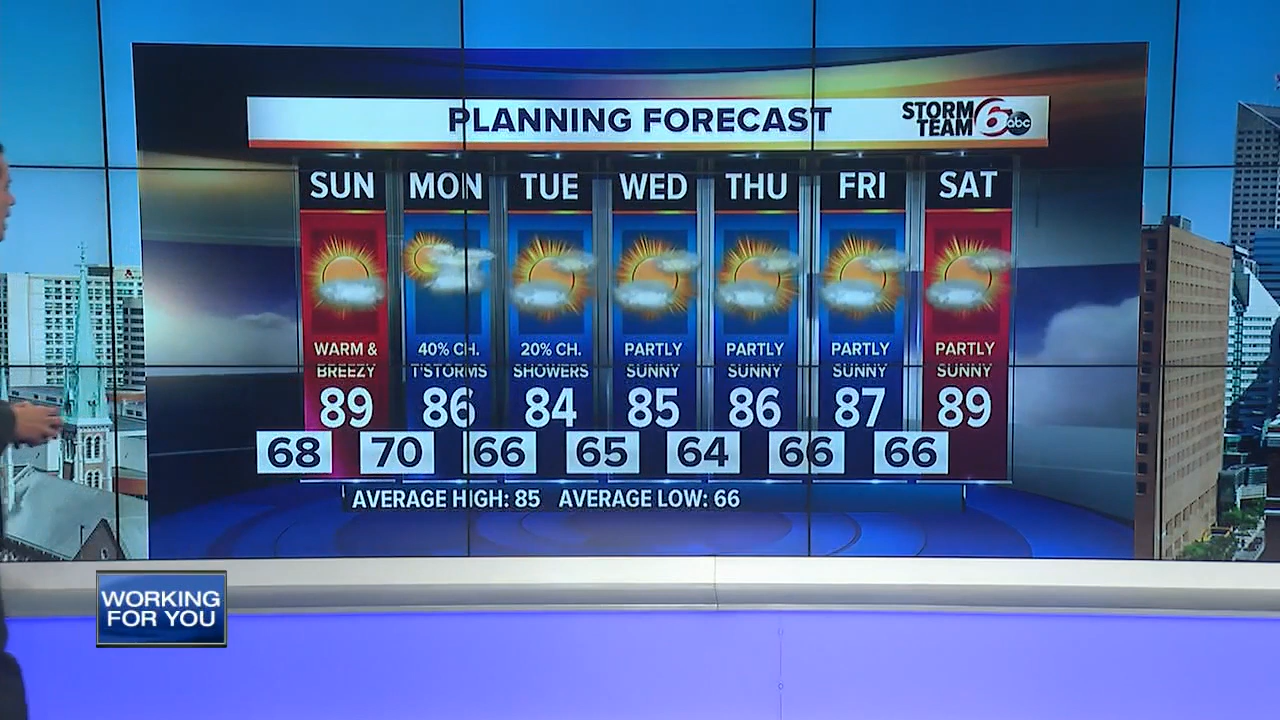 PLANNING FORECAST
STORM TEAM 6 abc
SUN MON TUE WED THU FRI SAT
WARM & 40% CH. 20% CH. PARTLY PARTLY PARTLY PARTLY
BREEZY T'STORMS SHOWERS SUNNY SUNNY SUNNY SUNNY
89 86 84 85 86 87 89
68 70 66 65 64 66 66
AVERAGE HIGH: 85 AVERAGE LOW: 66
WORKING
FOR YOU